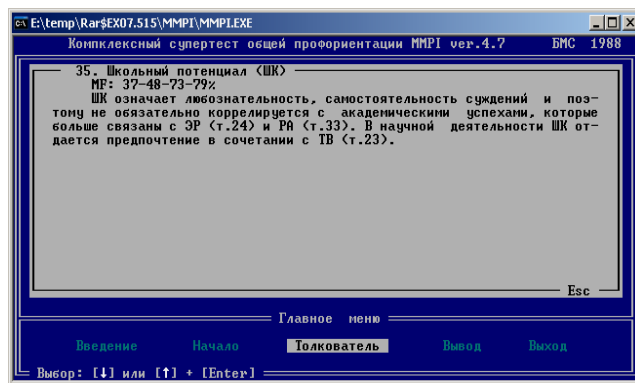 E:\temp\Rar$EX07.515\MMPI\MMPI.EXE
Компклексный супертест общей профориентации MMPI ver.4.7 БМС 1988
35. Школьный потенциал (ШК)
MF: 37-48-73-79%
ШК означает любознательность, самостоятельность суждений и поэ-
тому не обязательно коррелируется с академическими успехами, которые
больше связаны с ЭР (т.24) и РА (т.33). В научной деятельности ШК от-
дается предпочтение в сочетании с ТВ (т.23).
Esc
Главное меню
Введение Начало Толкователь Вывод Выход
Выбор: [↓] или [↑] + [Enter]